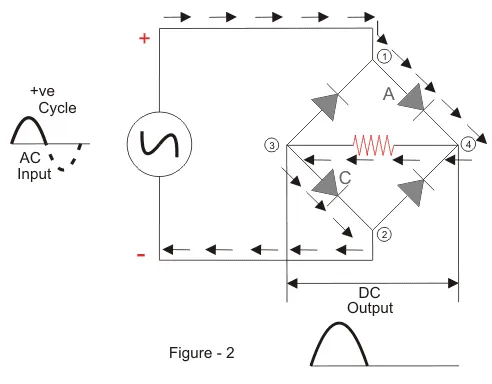 +
1
+ve
Cycle
A
AC
Input
3
4
C
2
-
DC
Output
Figure - 2